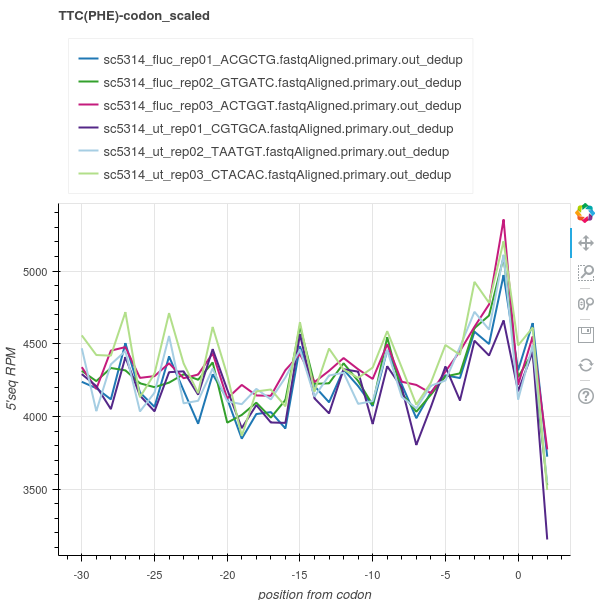 TTC(PHE)-codon_scaled
sc5314_fluc_rep01_ACGCTG.fastqAligned.primary.out_dedup
sc5314_fluc_rep02_GTGATC.fastqAligned.primary.out_dedup
sc5314_fluc_rep03_ACTGGT.fastqAligned.primary.out_dedup
sc5314_ut_rep01_CGTGCA.fastqAligned.primary.out_dedup
sc5314_ut_rep02_TAATGT.fastqAligned.primary.out_dedup
sc5314_ut_rep03_CTACAC.fastqAligned.primary.out_dedup
5000
4500
4000
3500
5'seq RPM
-30 -25 -20 -15 -10 -5 0
position from codon